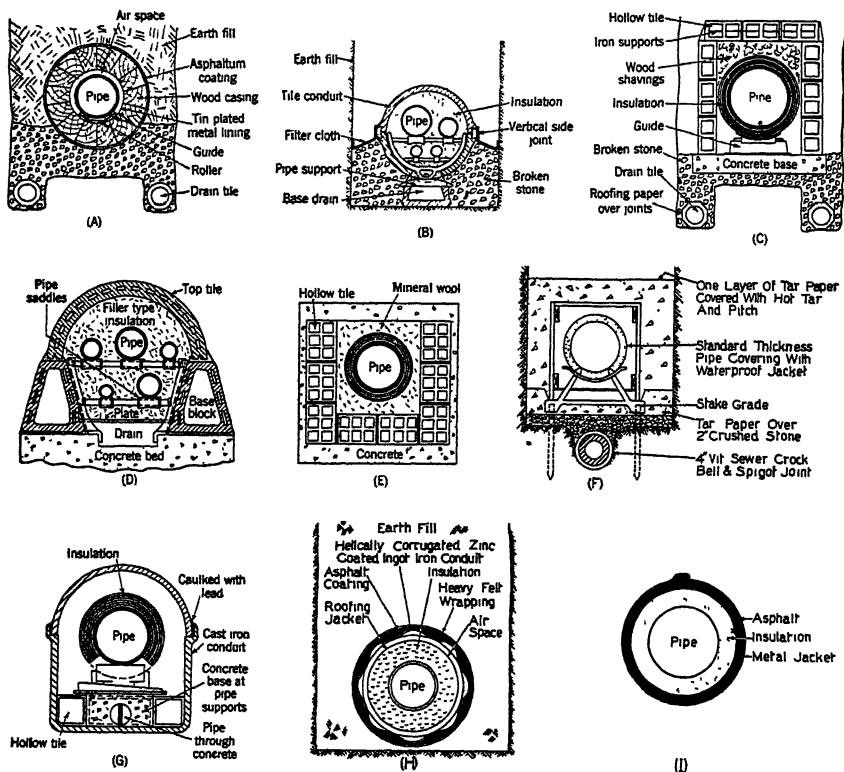 Air space
Earth fill
Asphaltum
coating
Wood casing
Pipe
Tin plated
metal lining
Guide
Roller
Drain tile
(A)
Earth fill
Tile conduit
Insulation
Pipe
Filter cloth
Vertical side
joint
Pipe support
Broken
stone
Base drain
(B)
Hollow tile
Iron supports
Wood
shavings
Pipe
Insulation
Guide
Broken stone
Concrete base
Drain tile
Roofing paper
over joints
(C)
Pipe
saddles
Top tile
Filler type
insulation
Pipe
Base
block
Plate
Drain
Concrete bed
(D)
Hollow tile
Mineral wool
Pipe
Concrete
(E)
One Layer Of Tar Paper
Covered With Hot Tar
And Pitch
Standard Thickness
Pipe Covering With
Waterproof Jacket
Stake Grade
Tar Paper Over
2" Crushed Stone
4" Vit Sewer Crock
Bell & Spigot Joint
(F)
Insulation
Caulked with
lead
Pipe
Cast iron
conduit
Concrete
base at
pipe
supports
Hollow tile
Pipe
through
concrete
(G)
Earth Fill
Helically Corrugated Zinc
Coated Ingot Iron Conduit
Asphalt
Coating
Insulation
Heavy Felt
Wrapping
Roofing
Jacket
Air
Space
Pipe
(H)
Asphalt
Pipe
Insulation
Metal Jacket
(I)